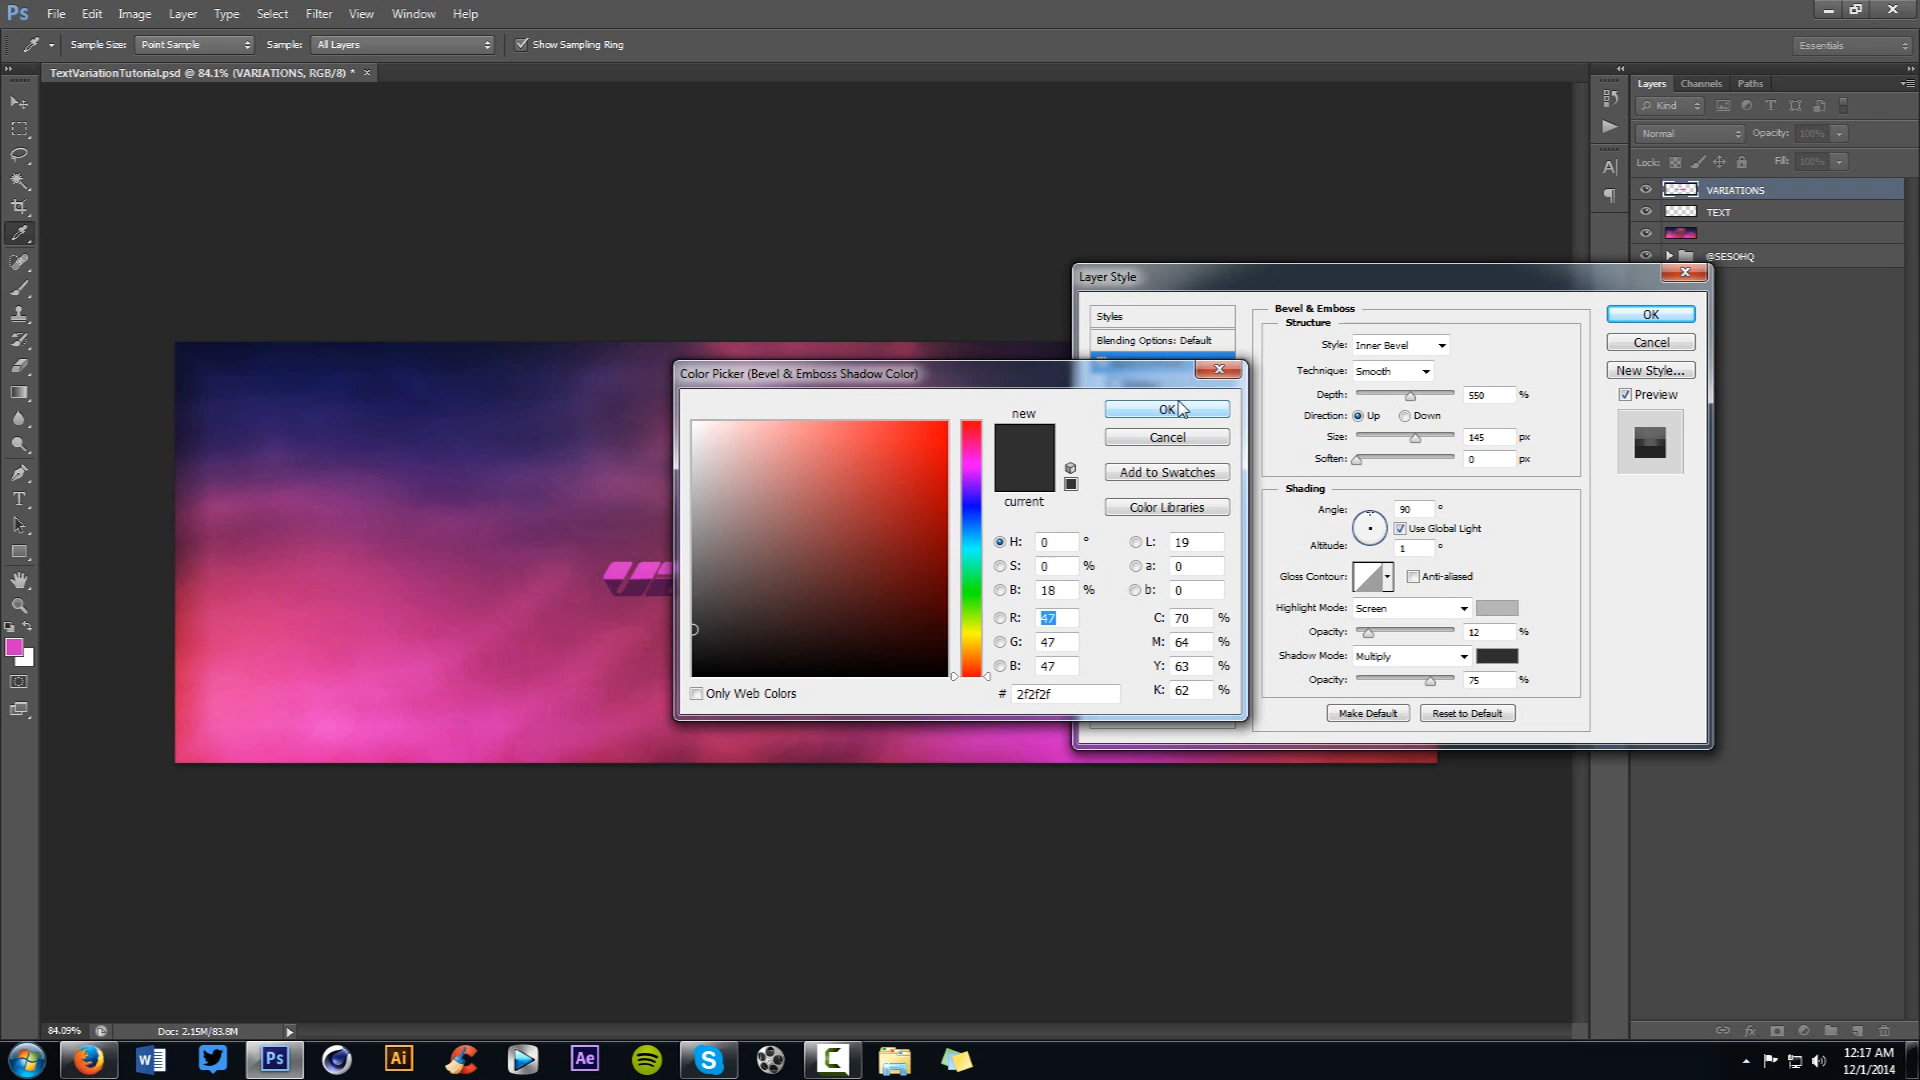 Ps File Edit Image Layer Type Select Filter View Window Help
Sample Size: Point Sample Sample: All Layers Show Sampling Ring Essentials
TextVariationTutorial.psd @ 84.1% (VARIATIONS, RGB/8) * ×
Layers Channels Paths
Kind
Normal Opacity: 100%
Lock: Fill: 100%
VARIATIONS
TEXT
@SESOHQ
Layer Style
Styles
Blending Options: Default
Bevel & Emboss
Structure
Style: Inner Bevel
Technique: Smooth
Depth: 550 %
Direction: Up Down
Size: 145 px
Soften: 0 px
Shading
Angle: 90 °
Use Global Light
Altitude: 1 °
Gloss Contour: Anti-aliased
Highlight Mode: Screen
Opacity: 12 %
Shadow Mode: Multiply
Opacity: 75 %
Make Default Reset to Default
OK
Cancel
New Style...
Preview
Color Picker (Bevel & Emboss Shadow Color)
new
current
OK
Cancel
Add to Swatches
Color Libraries
H: 0 ° L: 19
S: 0 % a: 0
B: 18 % b: 0
R: 47 C: 70 %
G: 47 M: 64 %
B: 47 Y: 63 %
# 2f2f2f K: 62 %
Only Web Colors
84.09% Doc: 2.15M/83.8M
Ps Ai Ae
12:17 AM
12/1/2014